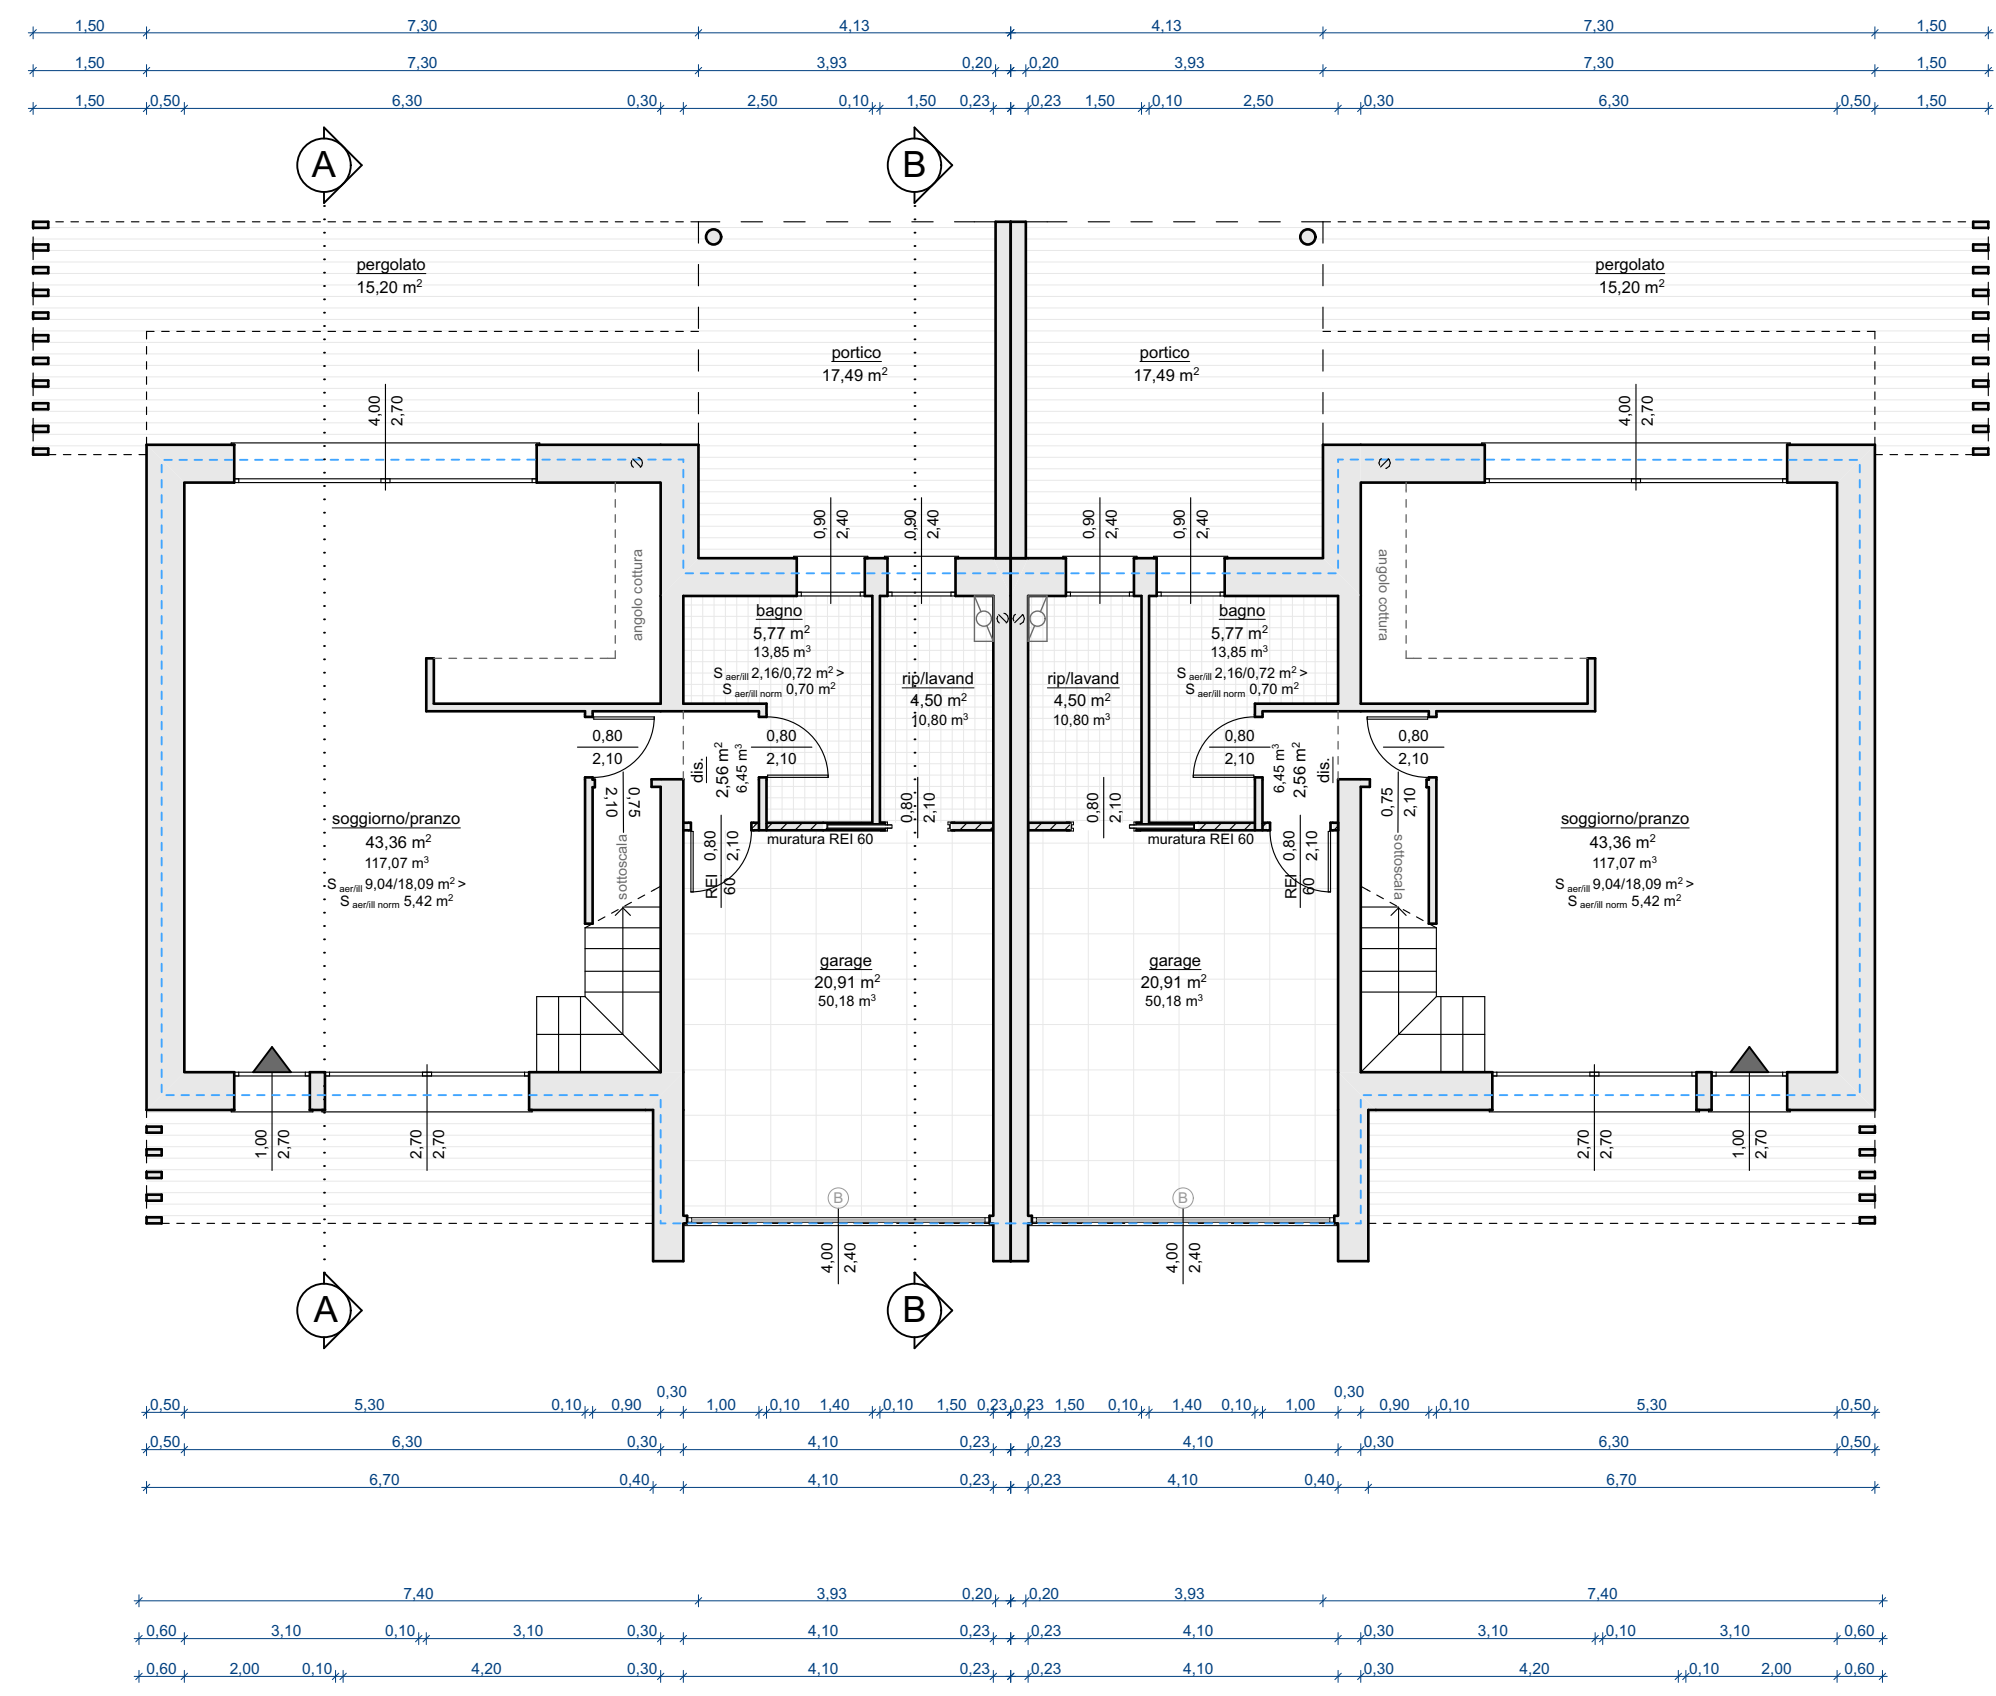 1,50 7,30 4,13 4,13 7,30 1,50
1,50 7,30 3,93 0,20 0,20 3,93 7,30 1,50
1,50 0,50 6,30 0,30 2,50 0,10 1,50 0,23 0,23 1,50 0,10 2,50 0,30 6,30 0,50 1,50
A B
pergolato
15,20 m²
pergolato
15,20 m²
portico
17,49 m²
portico
17,49 m²
4,00
2,70
4,00
2,70
0,90
2,40
0,90
2,40
0,90
2,40
0,90
2,40
angolo cottura
bagno
5,77 m²
13,85 m³
S aer/ill 2,16/0,72 m² >
S aer/ill norm 0,70 m²
rip/lavand
4,50 m²
10,80 m³
rip/lavand
4,50 m²
10,80 m³
bagno
5,77 m²
13,85 m³
S aer/ill 2,16/0,72 m² >
S aer/ill norm 0,70 m²
angolo cottura
0,80
2,10
dis.
2,56 m²
6,45 m³
0,80
2,10
0,80
2,10
6,45 m³
2,56 m²
dis.
0,80
2,10
0,75
2,10
sottoscala
REI 0,80
60 2,10
0,80
2,10
muratura REI 60
0,80
2,10
muratura REI 60
REI 0,80
60 2,10
0,75
2,10
sottoscala
soggiorno/pranzo
43,36 m²
117,07 m³
S aer/ill 9,04/18,09 m² >
S aer/ill norm 5,42 m²
soggiorno/pranzo
43,36 m²
117,07 m³
S aer/ill 9,04/18,09 m² >
S aer/ill norm 5,42 m²
garage
20,91 m²
50,18 m³
garage
20,91 m²
50,18 m³
1,00
2,70
2,70
2,70
2,70
2,70
1,00
2,70
B B
4,00
2,40
4,00
2,40
A B
0,50 5,30 0,10 0,90 0,30 1,00 0,10 1,40 0,10 1,50 0,23 0,23 1,50 0,10 1,40 0,10 1,00 0,30 0,90 0,10 5,30 0,50
0,50 6,30 0,30 4,10 0,23 0,23 4,10 0,30 6,30 0,50
6,70 0,40 4,10 0,23 0,23 4,10 0,40 6,70
7,40 3,93 0,20 0,20 3,93 7,40
0,60 3,10 0,10 3,10 0,30 4,10 0,23 0,23 4,10 0,30 3,10 0,10 3,10 0,60
0,60 2,00 0,10 4,20 0,30 4,10 0,23 0,23 4,10 0,30 4,20 0,10 2,00 0,60